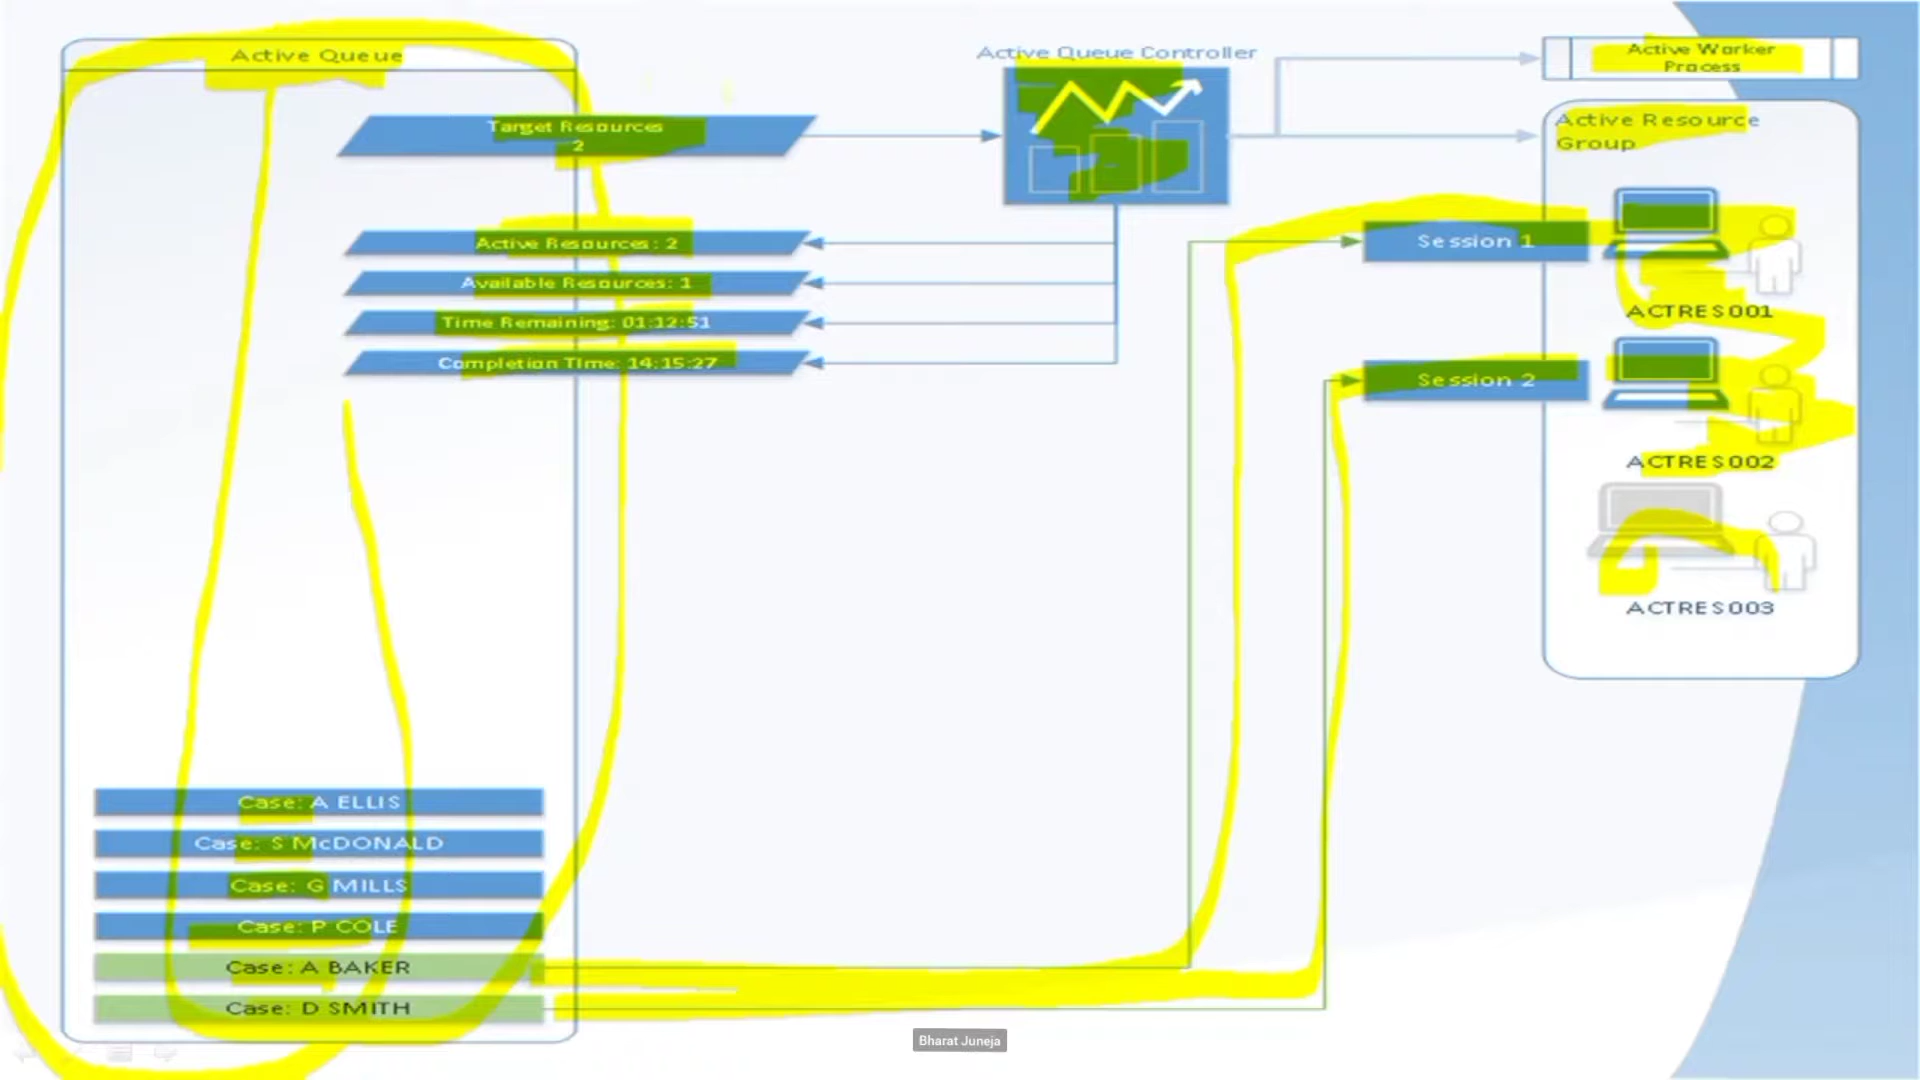 Active Queue
Target Resources
2
Active Resources: 2
Available Resources: 1
Time Remaining: 01:12:51
Completion TIme: 14:15:27
Case: A ELLIS
Case: S McDONALD
Case: G MILLS
Case: P COLE
Case: A BAKER
Case: D SMITH
Active Queue Controller
Active Worker
Process
Active Resource
Group
Session 1
ACTRES001
Session 2
ACTRES002
ACTRES003
Bharat Juneja